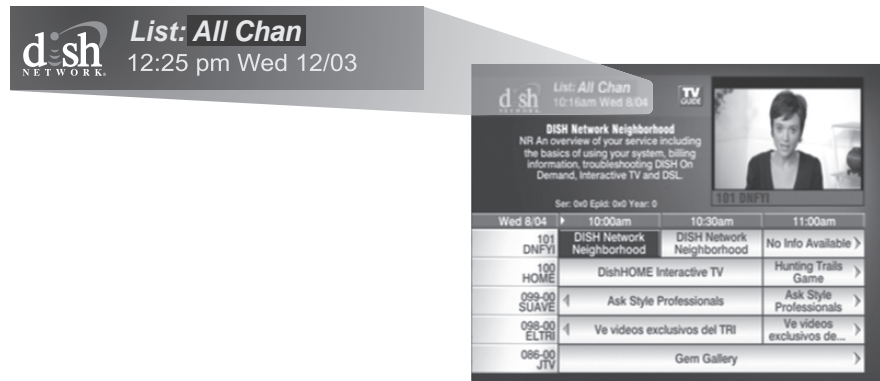 dish
NETWORK®
List: All Chan
12:25 pm Wed 12/03
dish
NETWORK
List: All Chan
10:16am Wed 8/04
TV
GUIDE
DISH Network Neighborhood
NR An overview of your service including
the basics of using your system, billing
information, troubleshooting DISH On
Demand, Interactive TV and DSL.
Ser: 0x0 Epid: 0x0 Year: 0
101 DNFYI
Wed 8/04 10:00am 10:30am 11:00am
101
DNFYI
DISH Network
Neighborhood
DISH Network
Neighborhood
No Info Available
100
HOME
DishHOME Interactive TV
Hunting Trails
Game
099-00
SUAVE
Ask Style Professionals
Ask Style
Professionals
098-00
ELTRI
Ve videos exclusivos del TRI
Ve videos
exclusivos de...
086-00
JTV
Gem Gallery